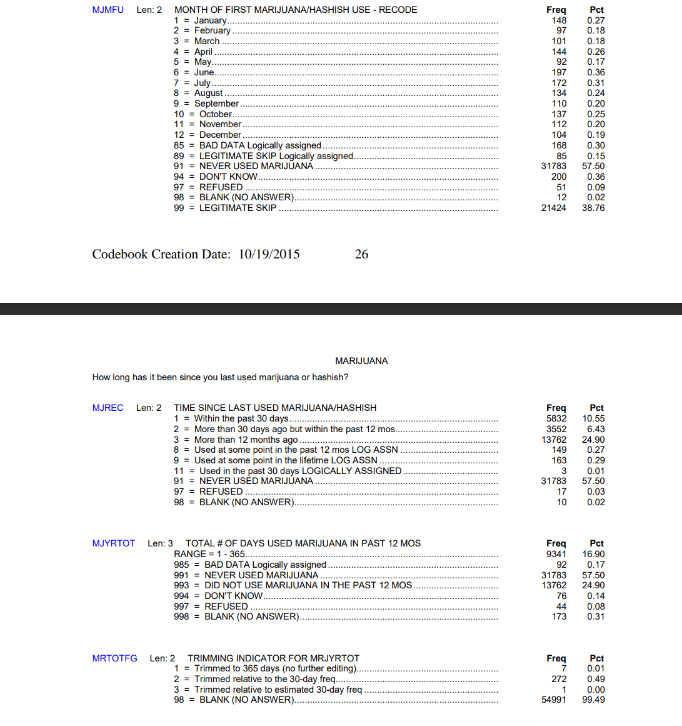 MJMFU Len: 2 MONTH OF FIRST MARIJUANA/HASHISH USE - RECODE Freq Pct
1 = January 148 0.27
2 = February 97 0.18
3 = March 101 0.18
4 = April 144 0.26
5 = May 92 0.17
6 = June 197 0.36
7 = July 172 0.31
8 = August 134 0.24
9 = September 110 0.20
10 = October 137 0.25
11 = November 112 0.20
12 = December 104 0.19
85 = BAD DATA Logically assigned 168 0.30
89 = LEGITIMATE SKIP Logically assigned 85 0.15
91 = NEVER USED MARIJUANA 31783 57.50
94 = DON'T KNOW 200 0.36
97 = REFUSED 51 0.09
98 = BLANK (NO ANSWER) 12 0.02
99 = LEGITIMATE SKIP 21424 38.76
Codebook Creation Date: 10/19/2015 26
MARIJUANA
How long has it been since you last used marijuana or hashish?
MJREC Len: 2 TIME SINCE LAST USED MARIJUANA/HASHISH Freq Pct
1 = Within the past 30 days 5832 10.55
2 = More than 30 days ago but within the past 12 mos 3552 6.43
3 = More than 12 months ago 13762 24.90
8 = Used at some point in the past 12 mos LOG ASSN 149 0.27
9 = Used at some point in the lifetime LOG ASSN 163 0.29
11 = Used in the past 30 days LOGICALLY ASSIGNED 3 0.01
91 = NEVER USED MARIJUANA 31783 57.50
97 = REFUSED 17 0.03
98 = BLANK (NO ANSWER) 10 0.02
MJYRTOT Len: 3 TOTAL # OF DAYS USED MARIJUANA IN PAST 12 MOS Freq Pct
RANGE = 1 - 365 9341 16.90
985 = BAD DATA Logically assigned 92 0.17
991 = NEVER USED MARIJUANA 31783 57.50
993 = DID NOT USE MARIJUANA IN THE PAST 12 MOS 13762 24.90
994 = DON'T KNOW 76 0.14
997 = REFUSED 44 0.08
998 = BLANK (NO ANSWER) 173 0.31
MRTOTFG Len: 2 TRIMMING INDICATOR FOR MRJYRTOT Freq Pct
1 = Trimmed to 365 days (no further editing) 7 0.01
2 = Trimmed relative to the 30-day freq 272 0.49
3 = Trimmed relative to estimated 30-day freq 1 0.00
98 = BLANK (NO ANSWER) 54991 99.49